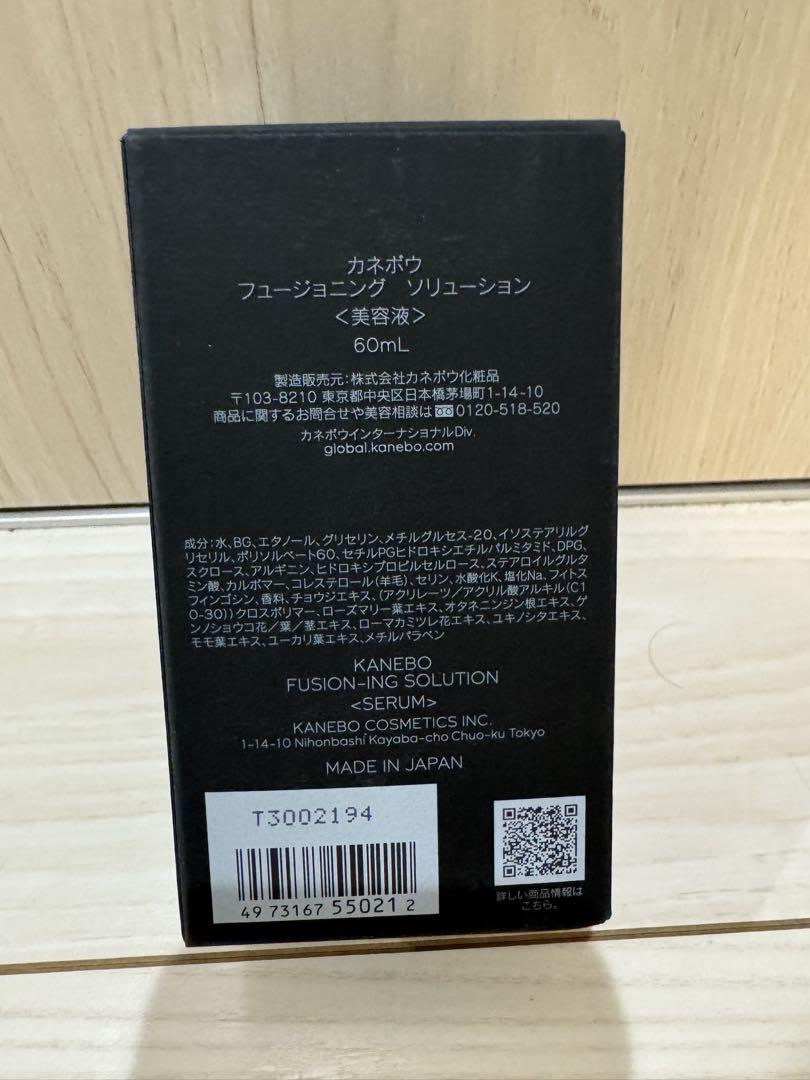 カネボウ
フュージョニング　ソリューション
＜美容液＞
60mL
製造販売元:株式会社カネボウ化粧品
〒103-8210 東京都中央区日本橋茅場町1-14-10
商品に関するお問合せや美容相談は 0120-518-520
カネボウインターナショナルDiv.
global.kanebo.com
成分:水、BG、エタノール、グリセリン、メチルグルセス-20、イソステアリルグ
リセリル、ポリソルベート60、セチルPGヒドロキシエチルパルミタミド、DPG、
スクロース、アルギニン、ヒドロキシプロピルセルロース、ステアロイルグルタ
ミン酸、カルボマー、コレステロール(羊毛)、セリン、水酸化K、塩化Na、フィトス
フィンゴシン、香料、チョウジエキス、(アクリレーツ/アクリル酸アルキル(C1
0-30))クロスポリマー、ローズマリー葉エキス、オタネニンジン根エキス、ゲ
ンノショウコ花/葉/茎エキス、ローマカミツレ花エキス、ユキノシタエキス、
モモ葉エキス、ユーカリ葉エキス、メチルパラベン
KANEBO
FUSION-ING SOLUTION
<SERUM>
KANEBO COSMETICS INC.
1-14-10 Nihonbashi Kayaba-cho Chuo-ku Tokyo
MADE IN JAPAN
T3002194
4973167550212
詳しい商品情報は
こちら。